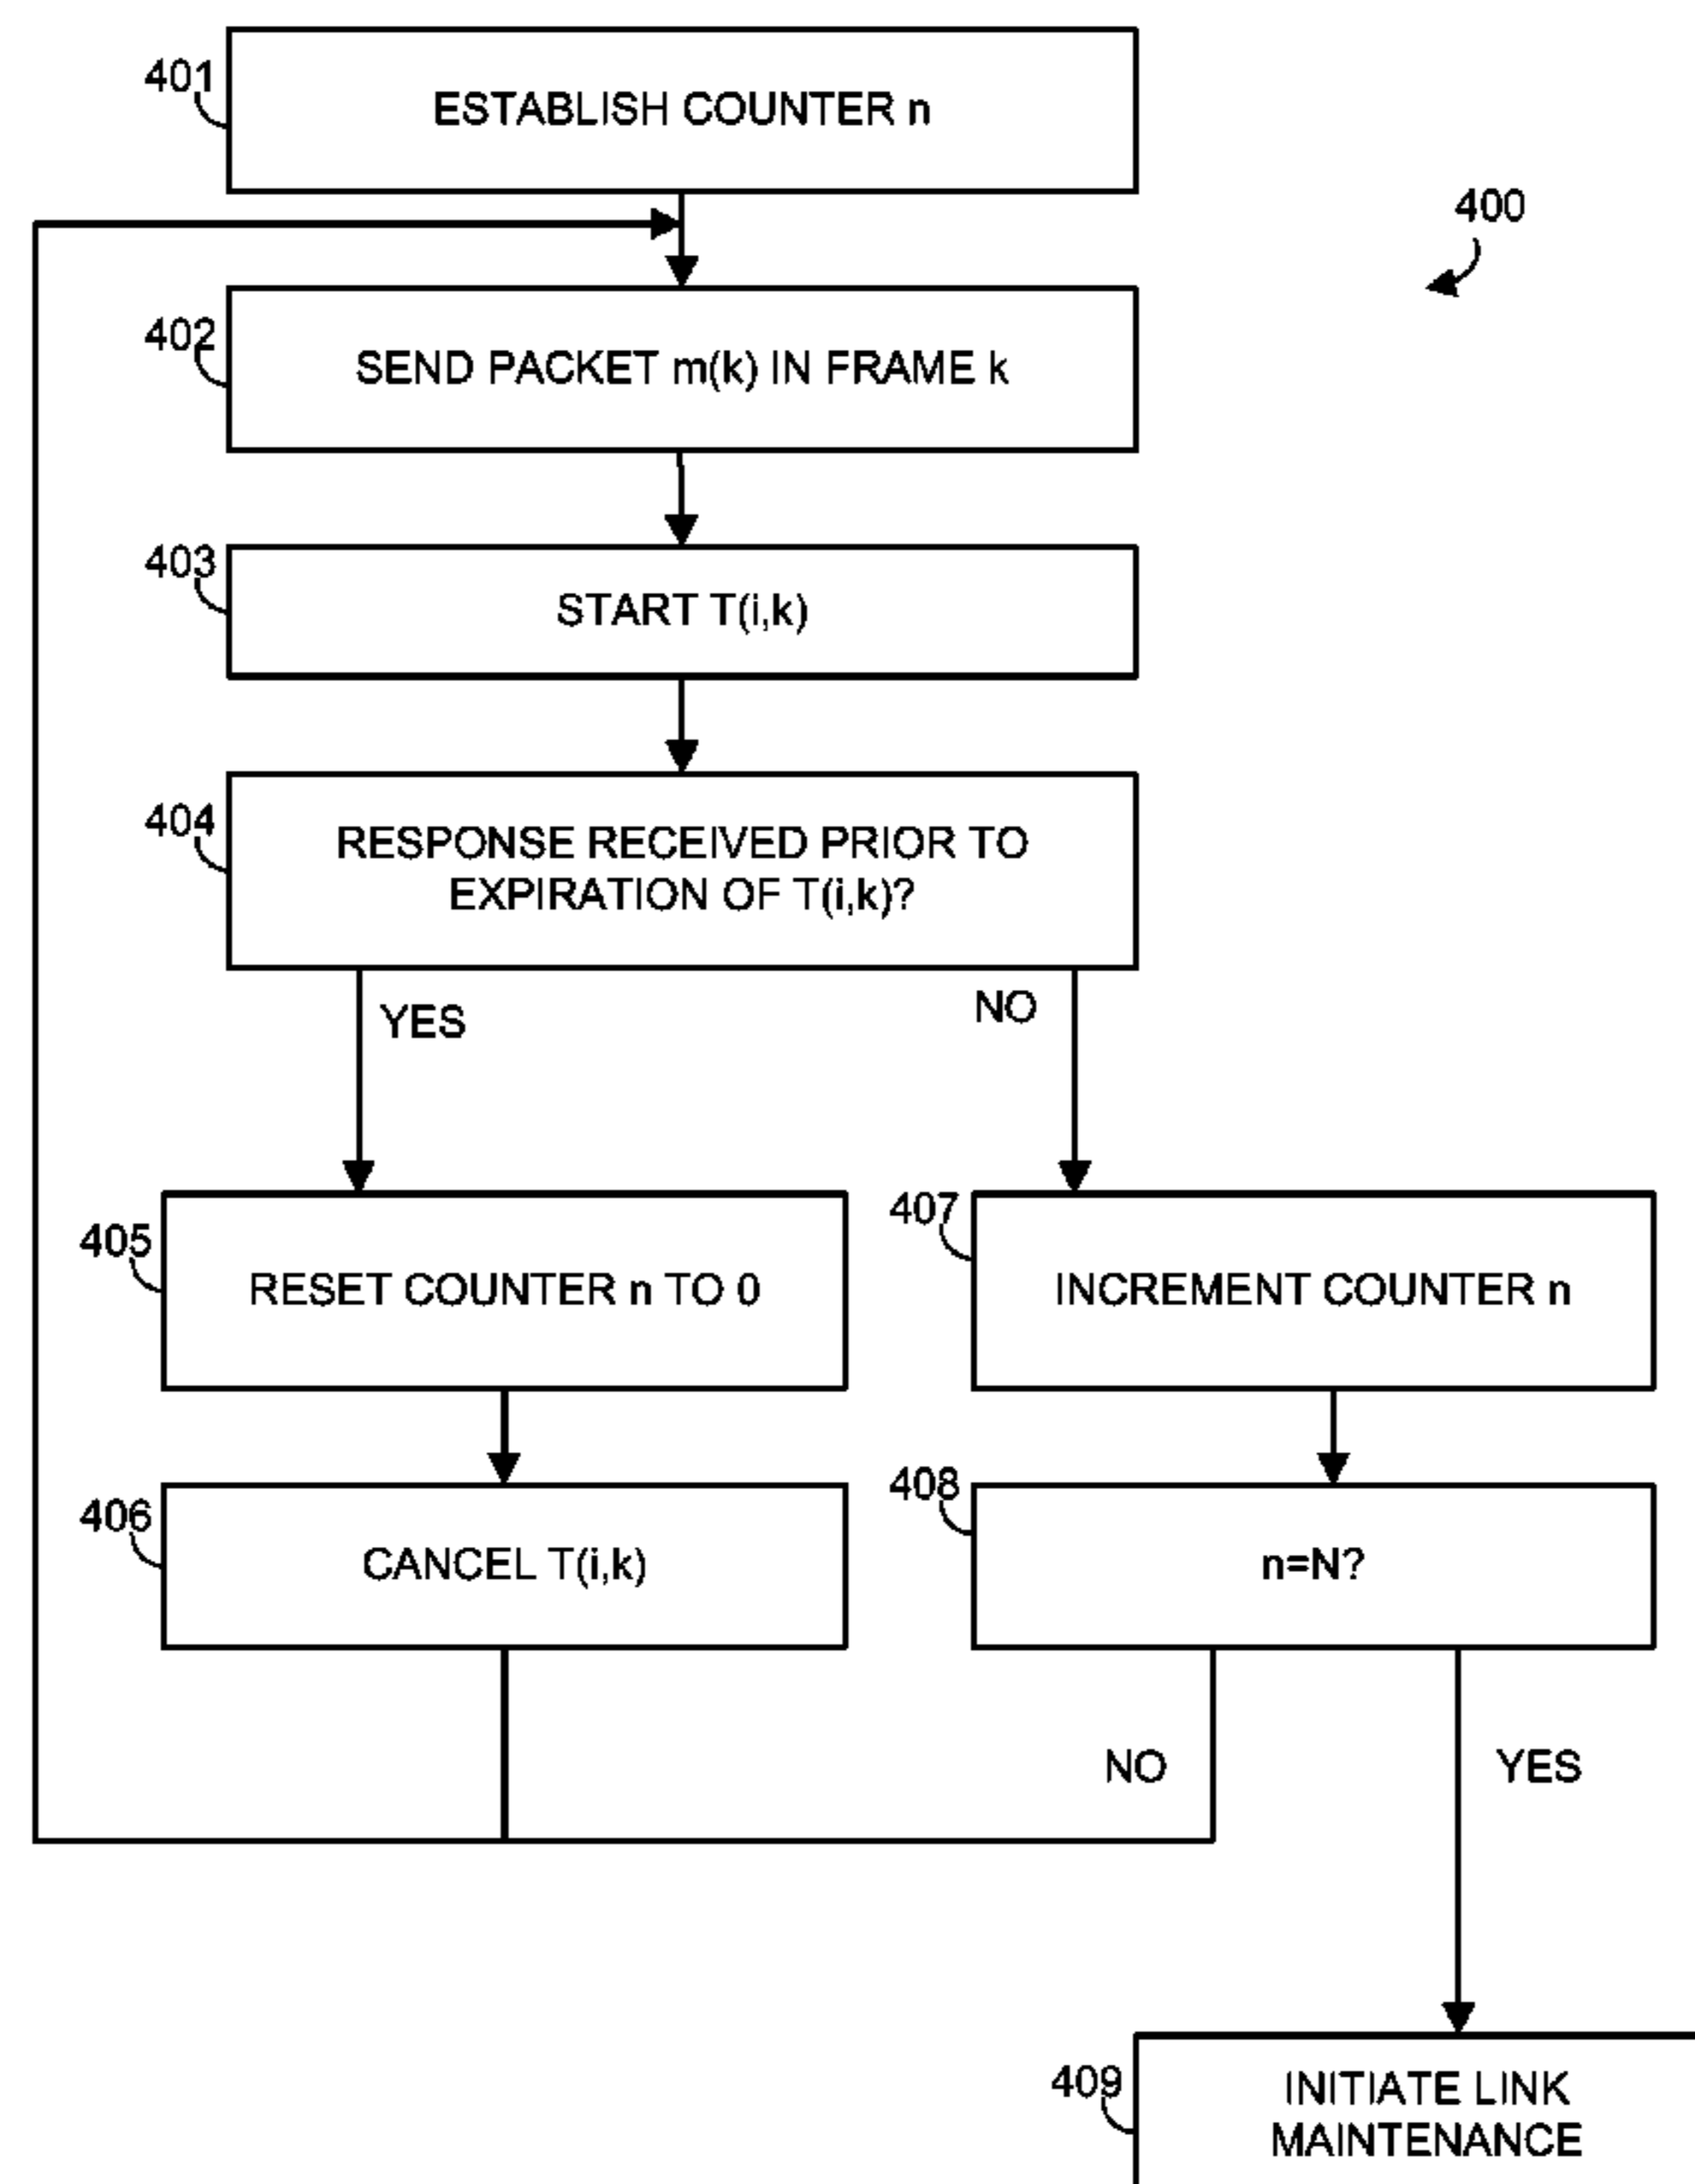 401
ESTABLISH COUNTER n
400
402
SEND PACKET m(k) IN FRAME k
403
START T(i,k)
404
RESPONSE RECEIVED PRIOR TO
EXPIRATION OF T(i,k)?
YES
NO
405
RESET COUNTER n TO 0
407
INCREMENT COUNTER n
406
CANCEL T(i,k)
408
n=N?
NO
YES
409
INITIATE LINK
MAINTENANCE